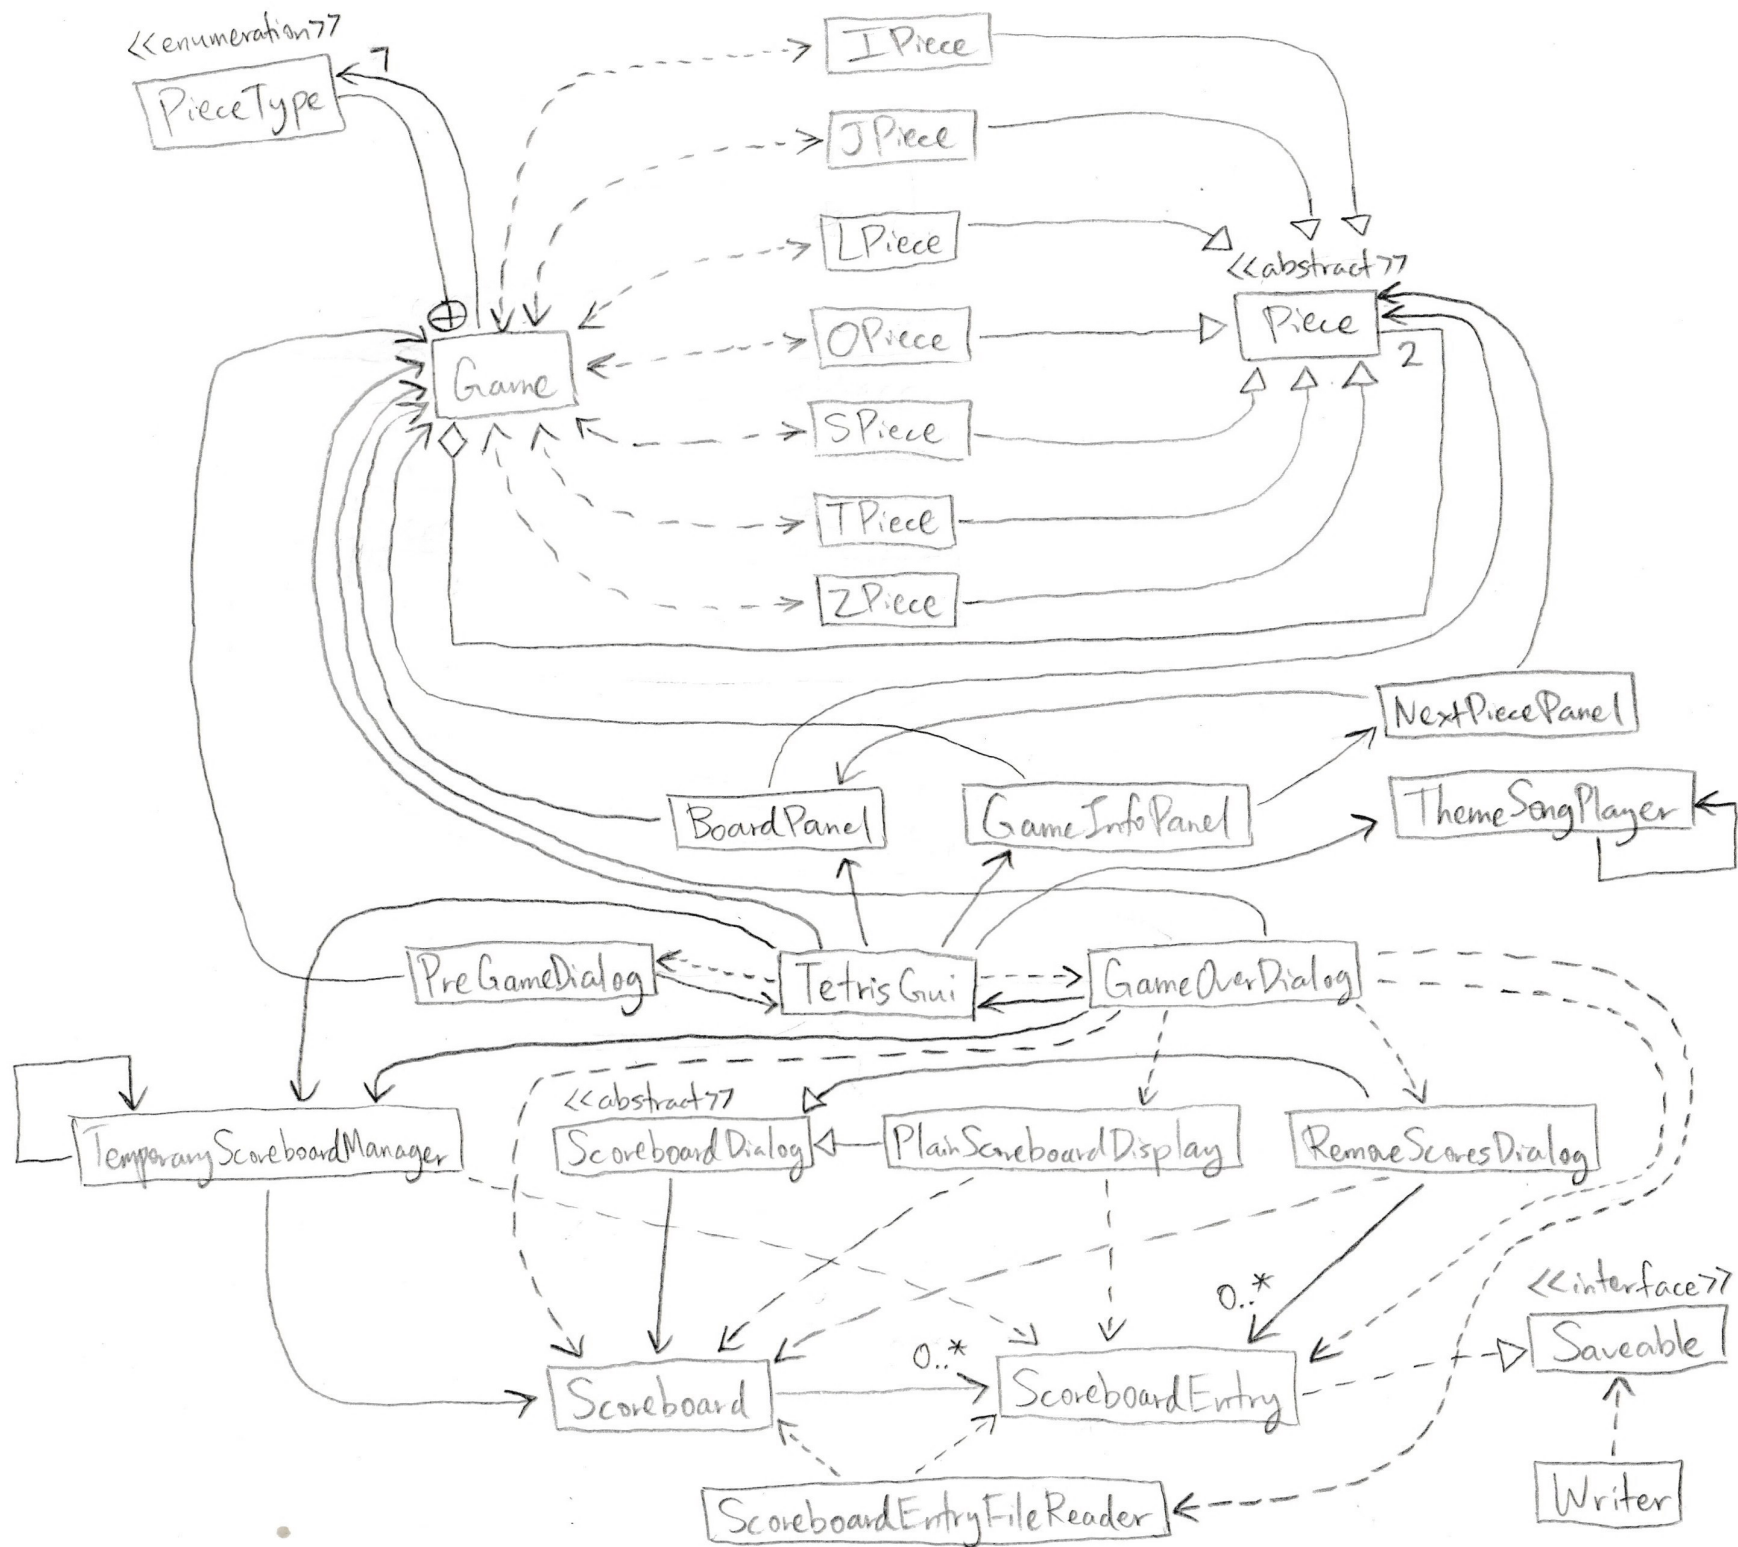 <<enumeration>>
7
PieceType
IPiece
JPiece
LPiece
<<abstract>>
Piece
2
OPiece
Game
SPiece
TPiece
ZPiece
NextPiecePanel
BoardPanel
GameInfoPanel
ThemeSongPlayer
PreGameDialog
TetrisGui
GameOverDialog
<<abstract>>
TemporaryScoreboardManager
ScoreboardDialog
PlainScoreboardDisplay
RemoveScoresDialog
0..*
0..*
<<interface>>
Saveable
Scoreboard
ScoreboardEntry
ScoreboardEntryFileReader
Writer